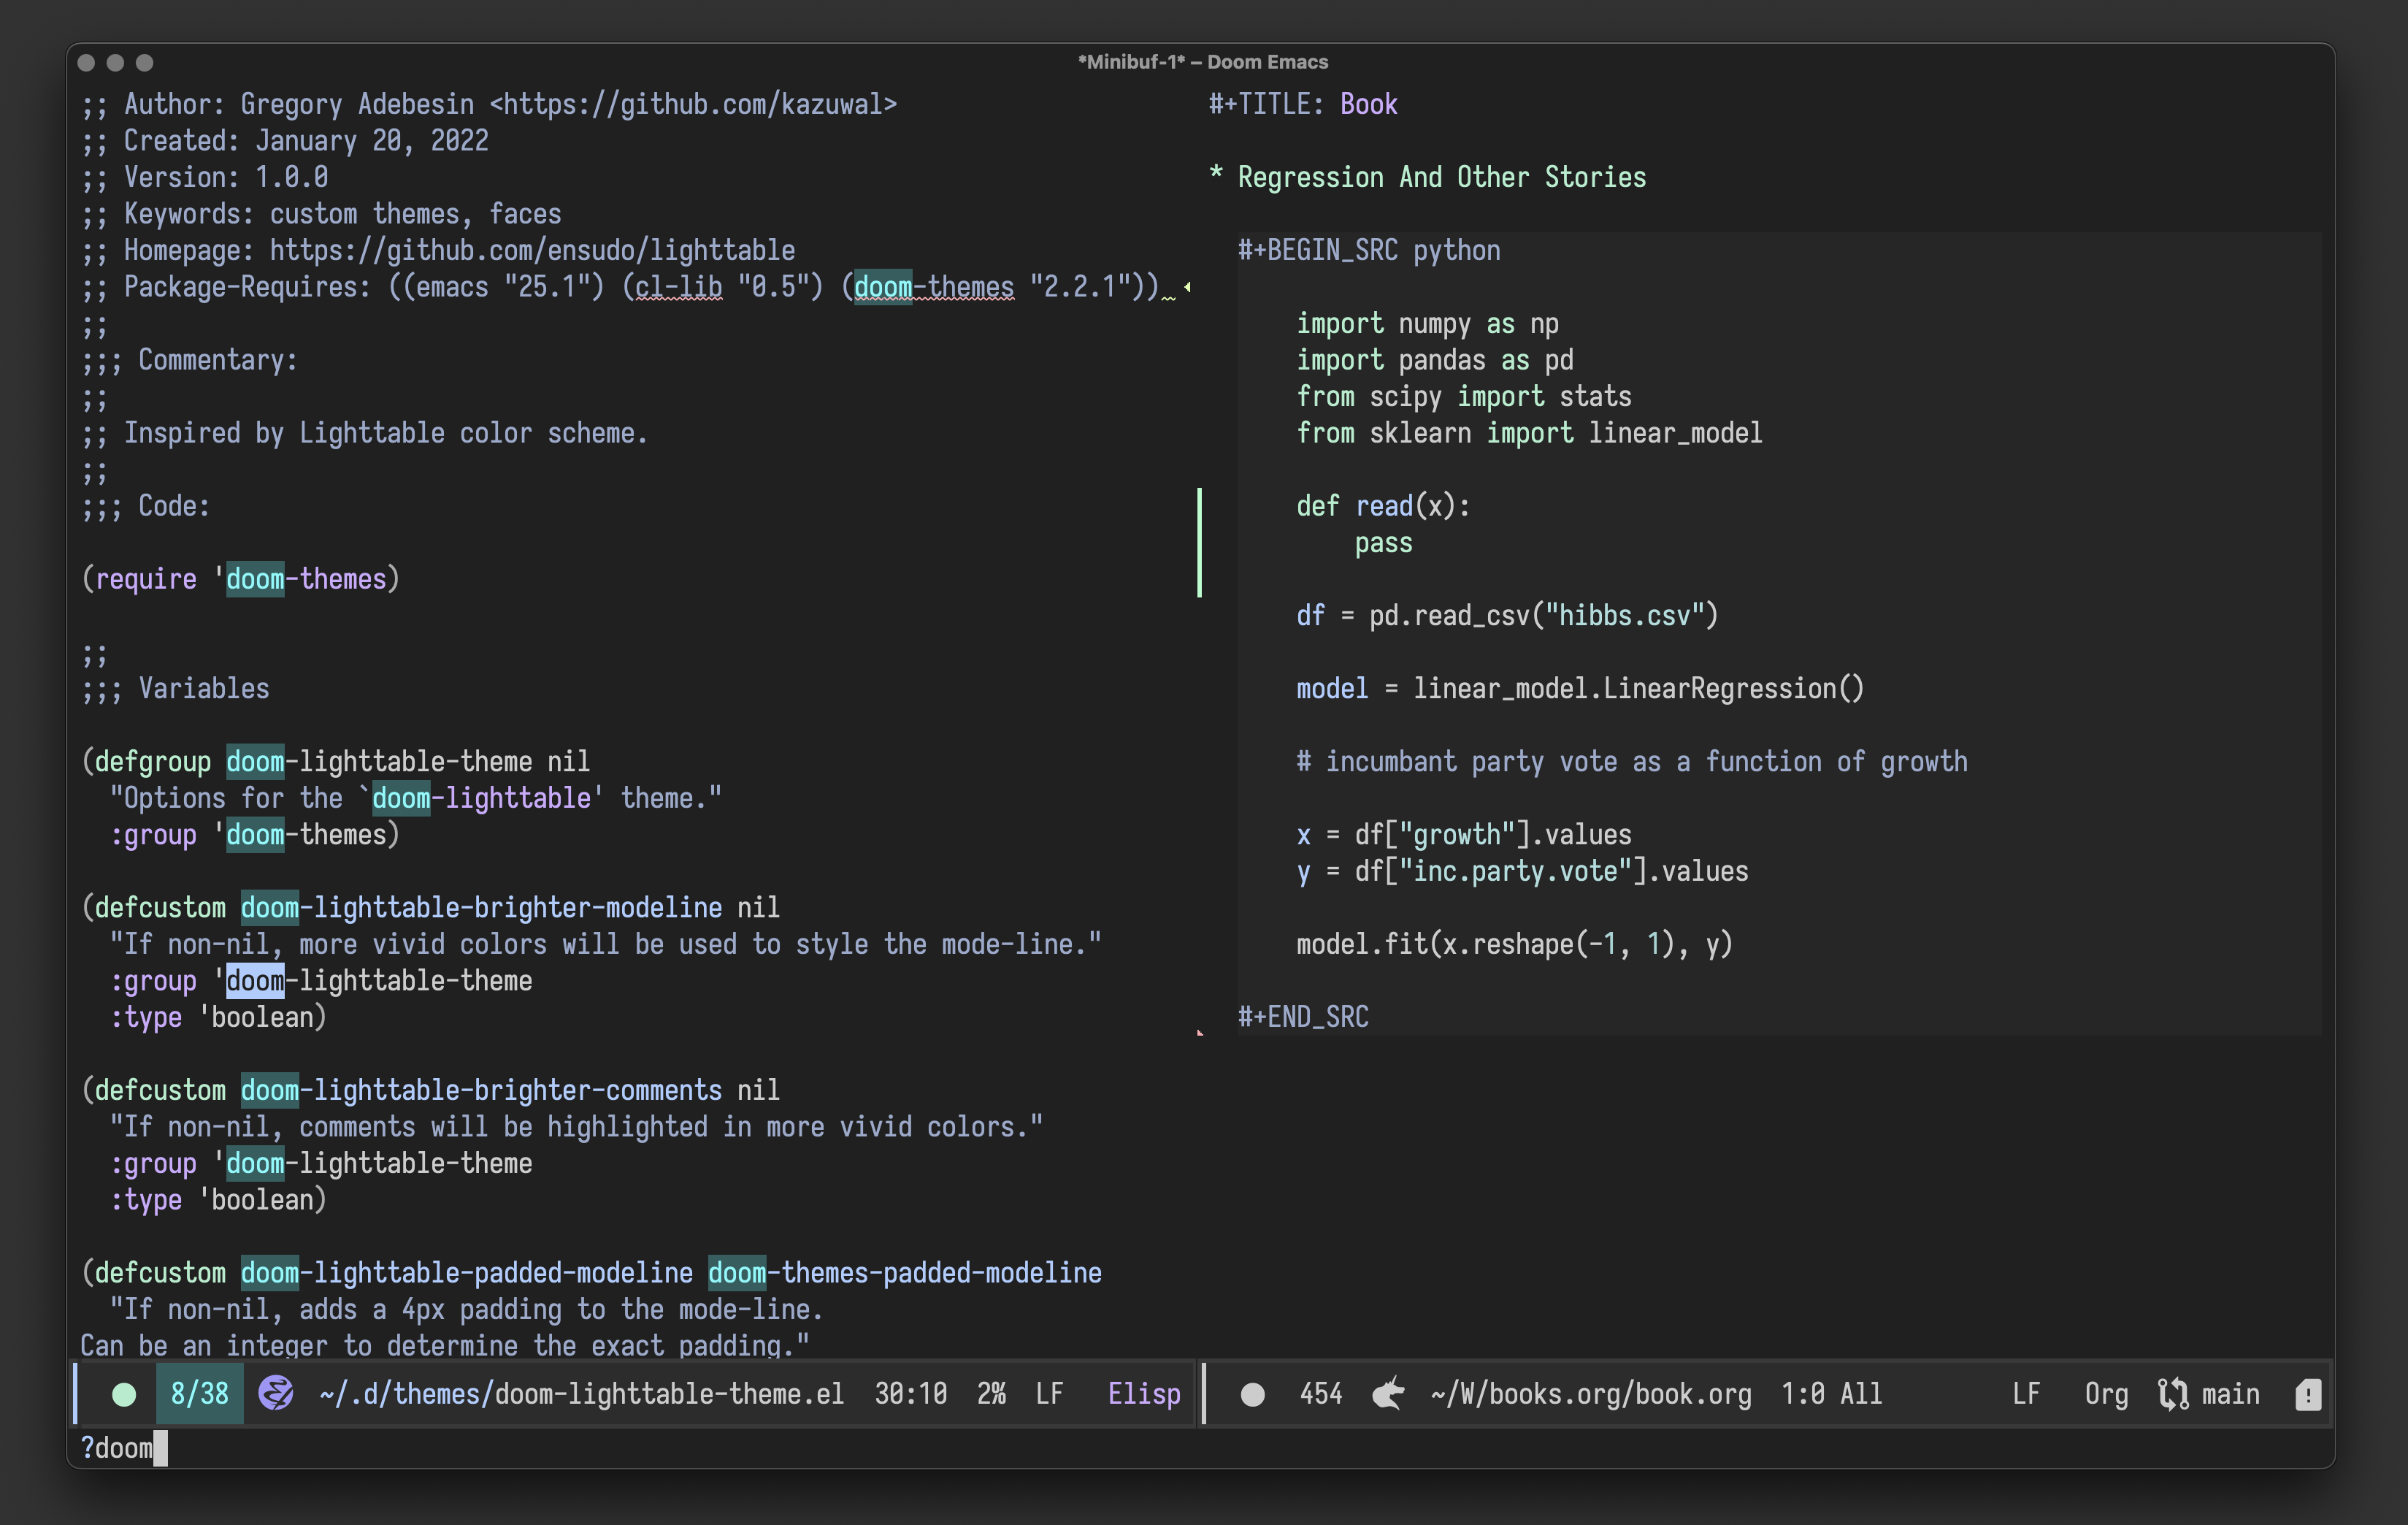 *Minibuf-1* – Doom Emacs
;; Author: Gregory Adebesin <https://github.com/kazuwal>
;; Created: January 20, 2022
;; Version: 1.0.0
;; Keywords: custom themes, faces
;; Homepage: https://github.com/ensudo/lighttable
;; Package-Requires: ((emacs "25.1") (cl-lib "0.5") (doom-themes "2.2.1"))
;;
;;; Commentary:
;;
;; Inspired by Lighttable color scheme.
;;
;;; Code:

(require 'doom-themes)

;;
;;; Variables

(defgroup doom-lighttable-theme nil
  "Options for the `doom-lighttable' theme."
  :group 'doom-themes)

(defcustom doom-lighttable-brighter-modeline nil
  "If non-nil, more vivid colors will be used to style the mode-line."
  :group 'doom-lighttable-theme
  :type 'boolean)

(defcustom doom-lighttable-brighter-comments nil
  "If non-nil, comments will be highlighted in more vivid colors."
  :group 'doom-lighttable-theme
  :type 'boolean)

(defcustom doom-lighttable-padded-modeline doom-themes-padded-modeline
  "If non-nil, adds a 4px padding to the mode-line.
Can be an integer to determine the exact padding."
8/38 ~/.d/themes/doom-lighttable-theme.el 30:10 2% LF Elisp
#+TITLE: Book

* Regression And Other Stories

  #+BEGIN_SRC python

      import numpy as np
      import pandas as pd
      from scipy import stats
      from sklearn import linear_model

      def read(x):
          pass

      df = pd.read_csv("hibbs.csv")

      model = linear_model.LinearRegression()

      # incumbant party vote as a function of growth

      x = df["growth"].values
      y = df["inc.party.vote"].values

      model.fit(x.reshape(-1, 1), y)

  #+END_SRC
454 ~/W/books.org/book.org 1:0 All LF Org main
?doom